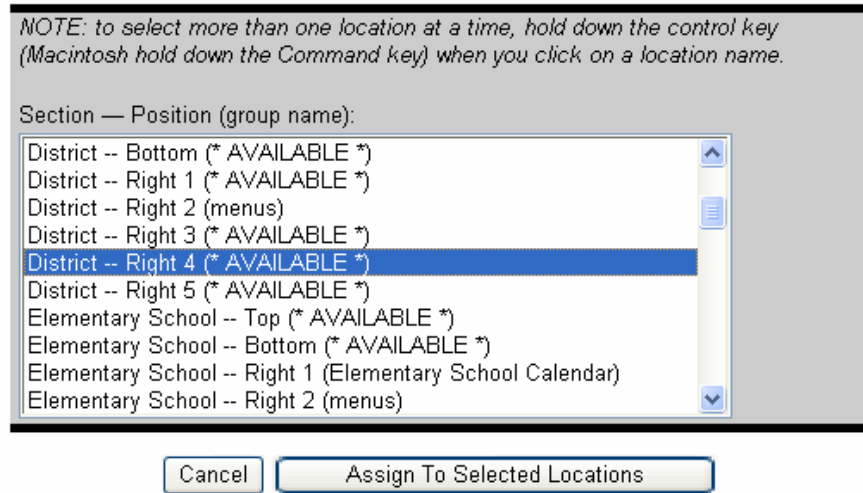 NOTE: to select more than one location at a time, hold down the control key
(Macintosh hold down the Command key) when you click on a location name.
Section — Position (group name):
District -- Bottom (* AVAILABLE *)
District -- Right 1 (* AVAILABLE *)
District -- Right 2 (menus)
District -- Right 3 (* AVAILABLE *)
District -- Right 4 (* AVAILABLE *)
District -- Right 5 (* AVAILABLE *)
Elementary School -- Top (* AVAILABLE *)
Elementary School -- Bottom (* AVAILABLE *)
Elementary School -- Right 1 (Elementary School Calendar)
Elementary School -- Right 2 (menus)
Cancel Assign To Selected Locations